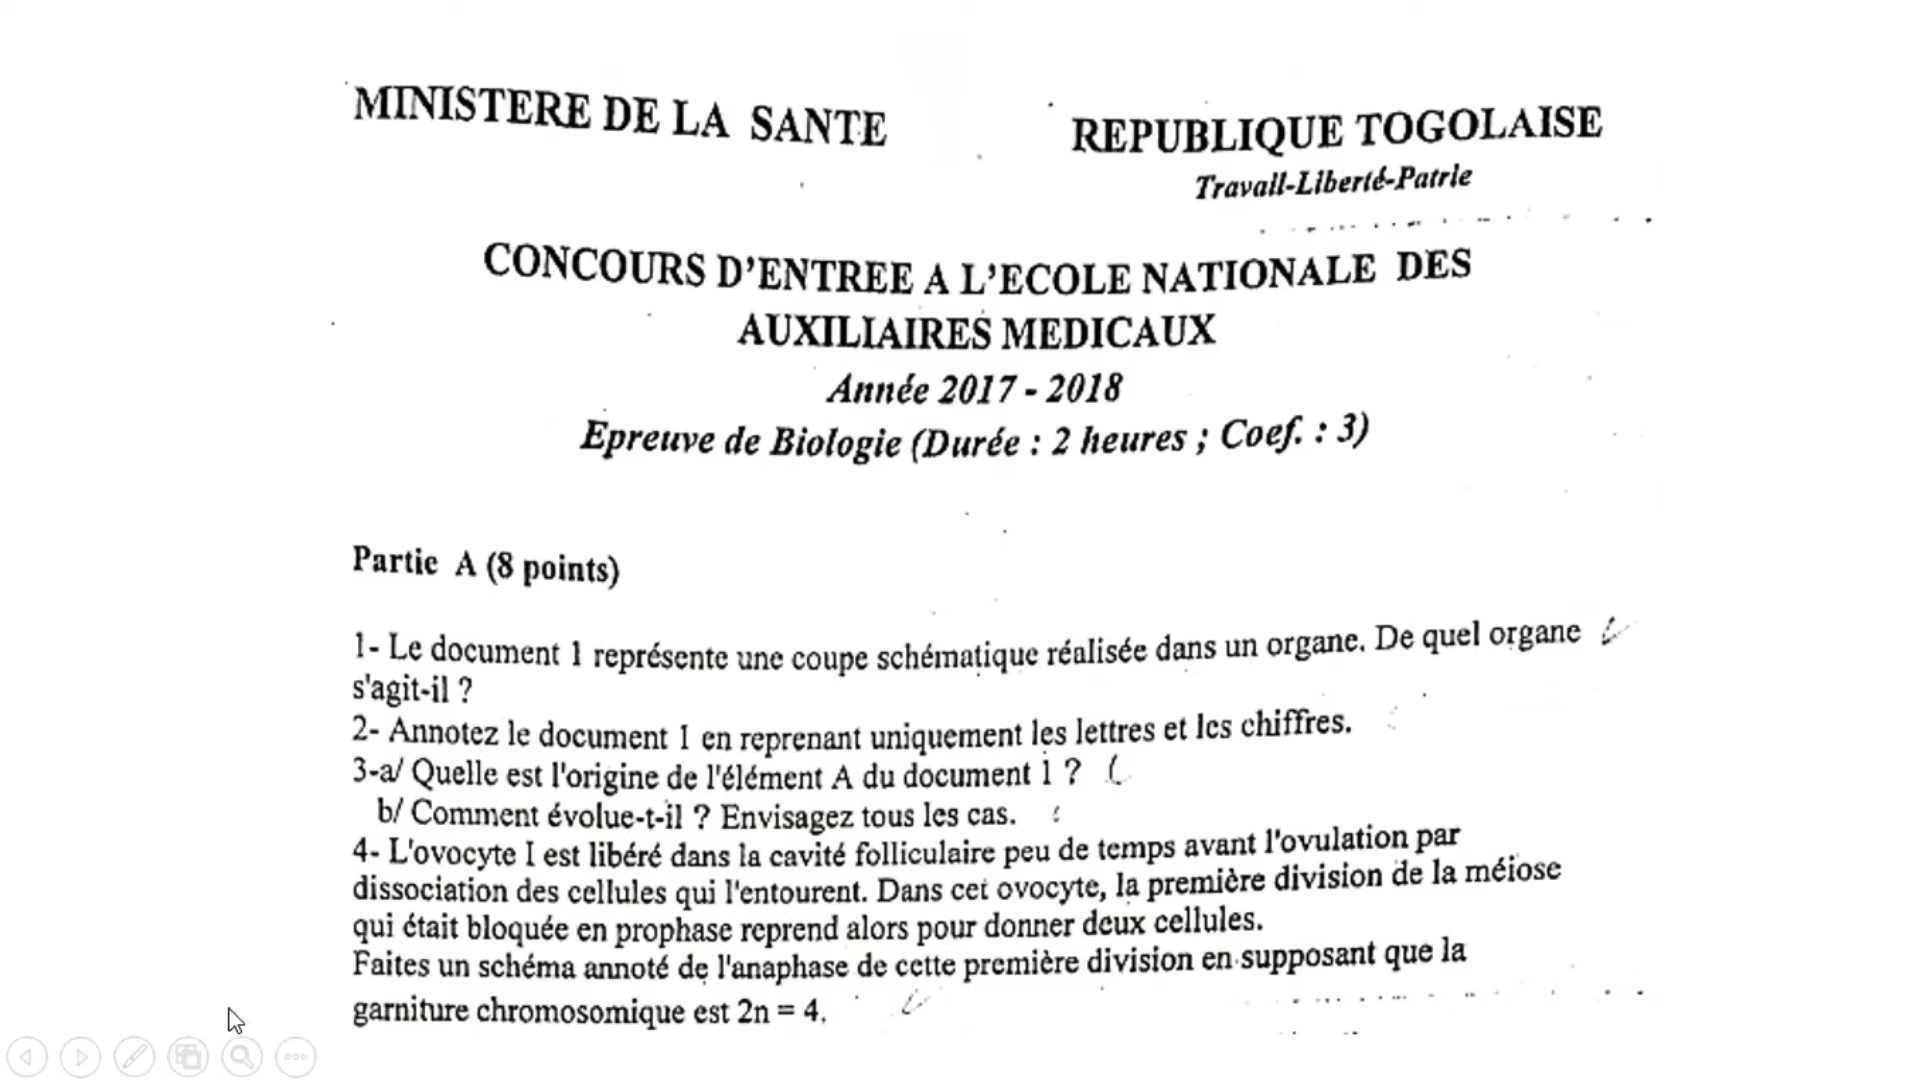 MINISTERE DE LA SANTE
REPUBLIQUE TOGOLAISE
Travail-Liberté-Patrie
CONCOURS D'ENTREE A L'ECOLE NATIONALE DES
AUXILIAIRES MEDICAUX
Année 2017 - 2018
Epreuve de Biologie (Durée : 2 heures ; Coef. : 3)
Partie A (8 points)
1- Le document 1 représente une coupe schématique réalisée dans un organe. De quel organe
s'agit-il ?
2- Annotez le document 1 en reprenant uniquement les lettres et les chiffres.
3-a/ Quelle est l'origine de l'élément A du document 1 ?
b/ Comment évolue-t-il ? Envisagez tous les cas.
4- L'ovocyte I est libéré dans la cavité folliculaire peu de temps avant l'ovulation par
dissociation des cellules qui l'entourent. Dans cet ovocyte, la première division de la méiose
qui était bloquée en prophase reprend alors pour donner deux cellules.
Faites un schéma annoté de l'anaphase de cette première division en supposant que la
garniture chromosomique est 2n = 4.